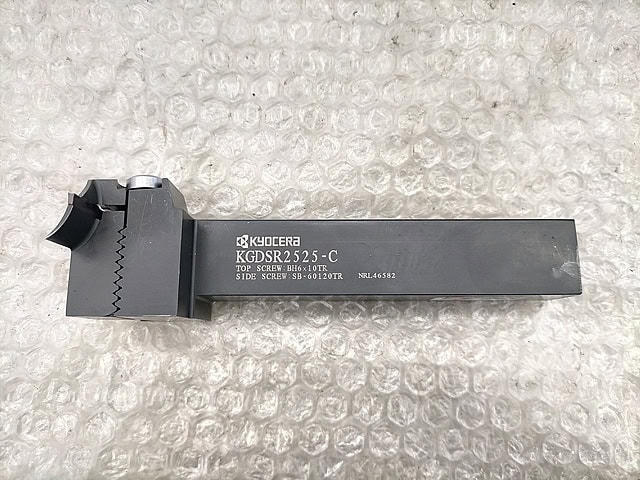 KYOCERA
KGDSR2525-C
TOP SCREW:BH6×10TR
SIDE SCREW:SB-60120TR NRL46582